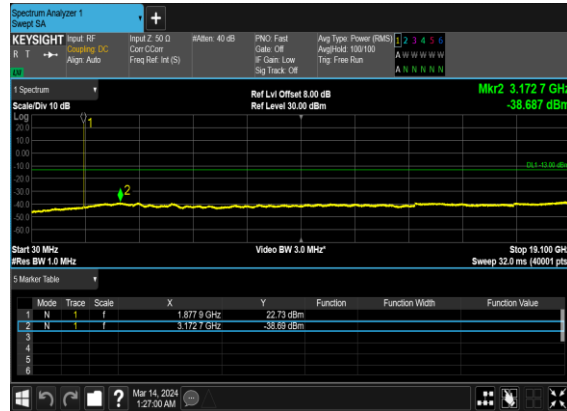 Spectrum Analyzer 1
Swept SA
KEYSIGHT Input: RF Input Z: 50 Ω #Atten: 40 dB PNO: Fast Avg Type: Power (RMS) 1 2 3 4 5 6
R T Coupling: DC Corr CCorr Gate: Off Avg|Hold: 100/100 A W W W W W
Align: Auto Freq Ref: Int (S) IF Gain: Low Trig: Free Run
Sig Track: Off A N N N N N
1 Spectrum Ref Lvl Offset 8.00 dB Mkr2 3.172 7 GHz
Scale/Div 10 dB Ref Level 30.00 dBm -38.687 dBm
Log
20.0
1
10.0
0.00
-10.0
DL1 -13.00 dBm
-20.0
-30.0
2
-40.0
-50.0
-60.0
Start 30 MHz Video BW 3.0 MHz* Stop 19.100 GHz
#Res BW 1.0 MHz Sweep 32.0 ms (40001 pts)
5 Marker Table
Mode Trace Scale X Y Function Function Width Function Value
1 N 1 f 1.877 9 GHz 22.73 dBm
2 N 1 f 3.172 7 GHz -38.69 dBm
3
4
5
6
? Mar 14, 2024
1:27:00 AM